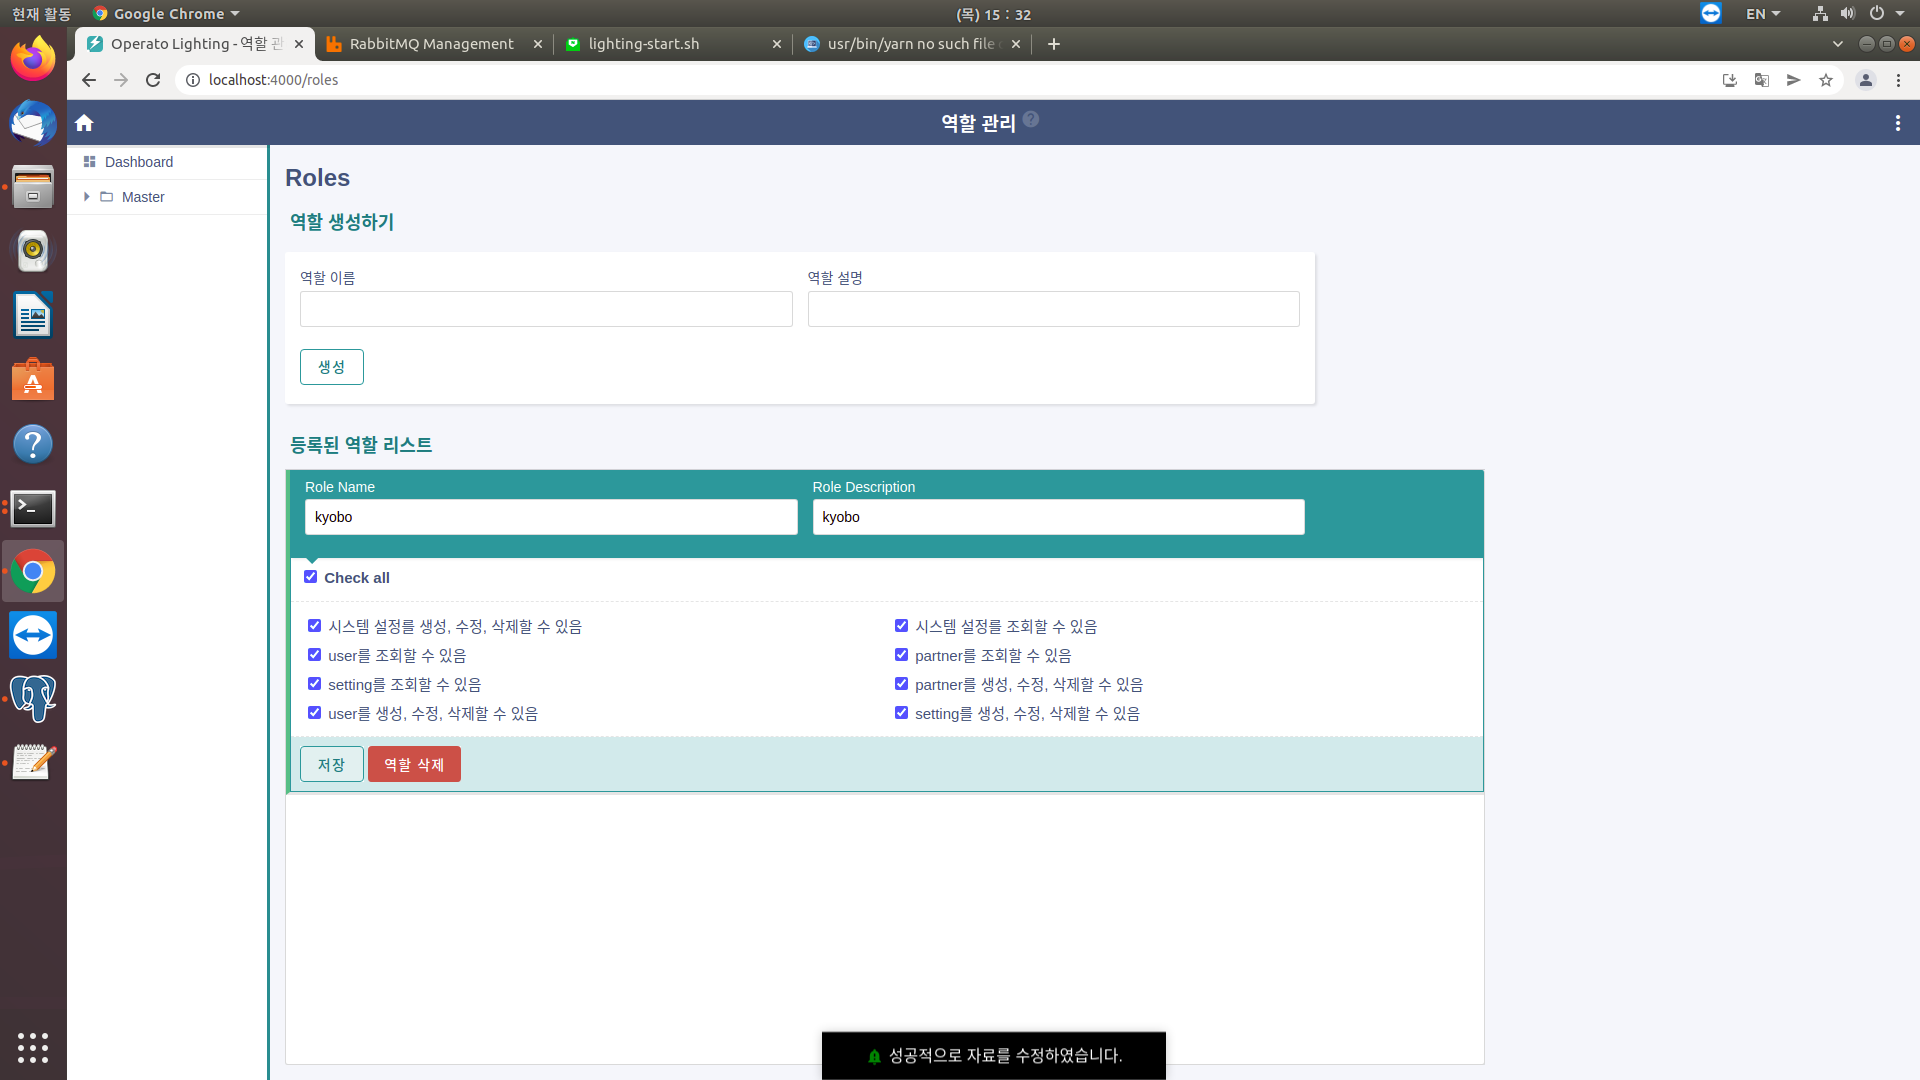 현재 활동
Google Chrome
(목) 15 : 32
EN
Operato Lighting - 역할 관
RabbitMQ Management
lighting-start.sh
usr/bin/yarn no such file
localhost:4000/roles
역할 관리
Dashboard
Master
Roles
역할 생성하기
역할 이름
역할 설명
생성
등록된 역할 리스트
Role Name
Role Description
kyobo
kyobo
Check all
시스템 설정를 생성, 수정, 삭제할 수 있음
시스템 설정를 조회할 수 있음
user를 조회할 수 있음
partner를 조회할 수 있음
setting를 조회할 수 있음
partner를 생성, 수정, 삭제할 수 있음
user를 생성, 수정, 삭제할 수 있음
setting를 생성, 수정, 삭제할 수 있음
저장
역할 삭제
성공적으로 자료를 수정하였습니다.